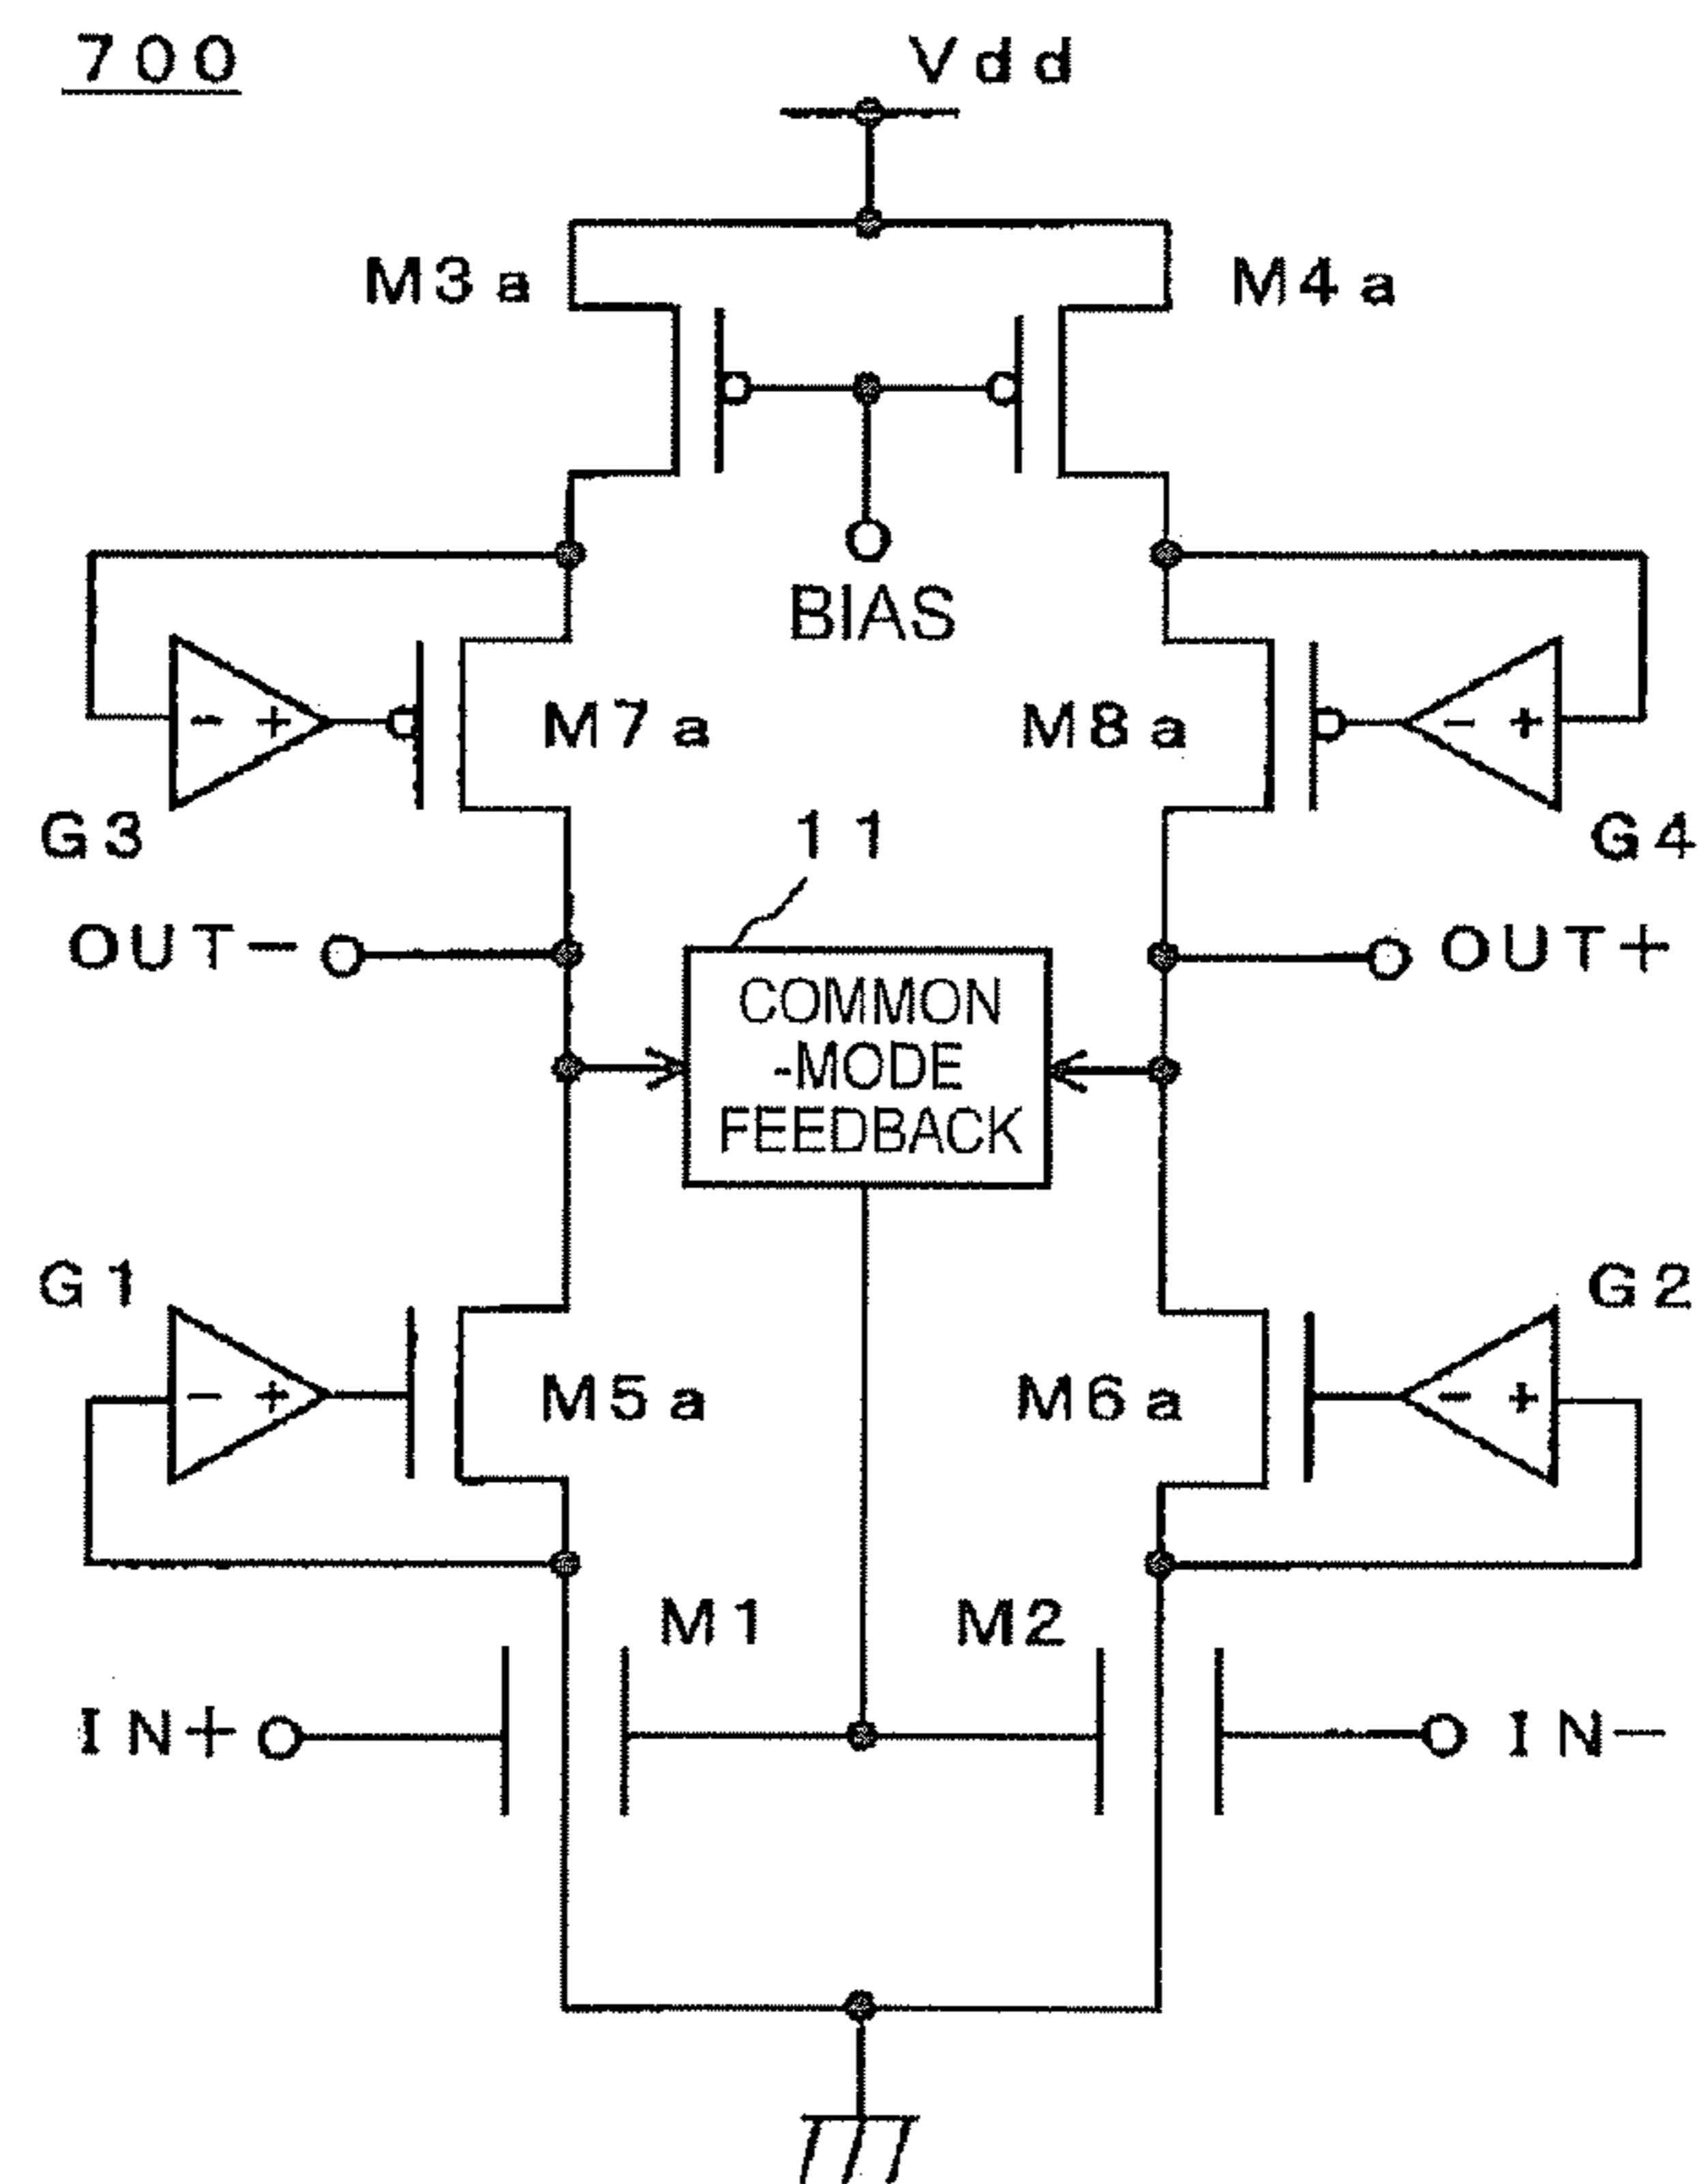 700
Vdd
M3a
M4a
BIAS
- +
M7a
M8a
- +
G3
G4
11
OUT-
OUT+
COMMON
-MODE
FEEDBACK
G1
G2
- +
M5a
M6a
- +
M1
M2
IN+
IN-